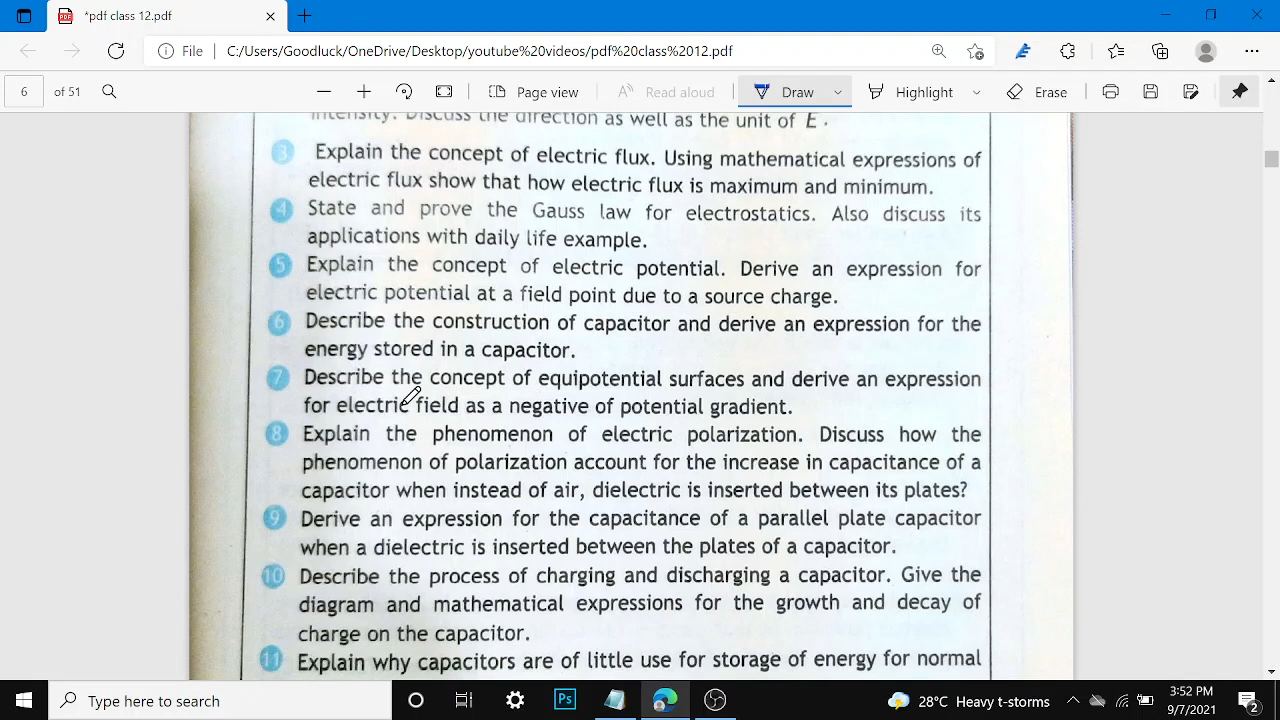 *pdf class 12.pdf
File C:/Users/Goodluck/OneDrive/Desktop/youtube%20videos/pdf%20class%2012.pdf
6 of 51 Page view Read aloud Draw Highlight Erase
intensity. Discuss the direction as well as the unit of E .
3 Explain the concept of electric flux. Using mathematical expressions of
electric flux show that how electric flux is maximum and minimum.
4 State and prove the Gauss law for electrostatics. Also discuss its
applications with daily life example.
5 Explain the concept of electric potential. Derive an expression for
electric potential at a field point due to a source charge.
6 Describe the construction of capacitor and derive an expression for the
energy stored in a capacitor.
7 Describe the concept of equipotential surfaces and derive an expression
for electric field as a negative of potential gradient.
8 Explain the phenomenon of electric polarization. Discuss how the
phenomenon of polarization account for the increase in capacitance of a
capacitor when instead of air, dielectric is inserted between its plates?
9 Derive an expression for the capacitance of a parallel plate capacitor
when a dielectric is inserted between the plates of a capacitor.
10 Describe the process of charging and discharging a capacitor. Give the
diagram and mathematical expressions for the growth and decay of
charge on the capacitor.
11 Explain why capacitors are of little use for storage of energy for normal
Type here to search
Ps
28°C Heavy t-storms
3:52 PM
9/7/2021
2